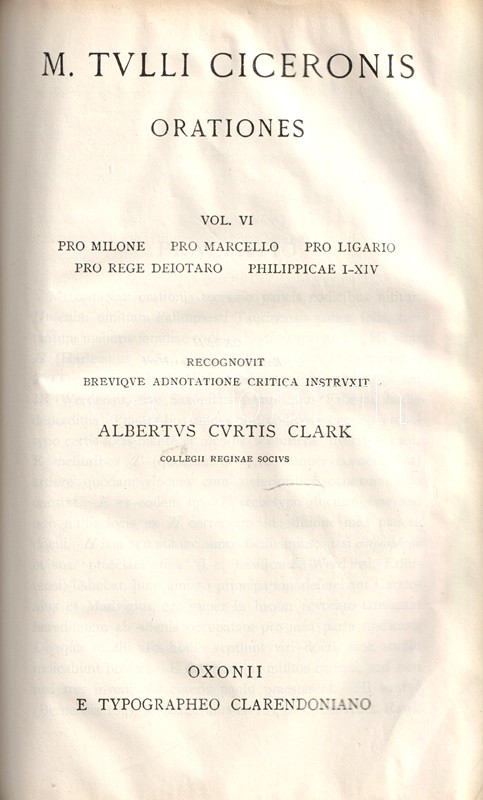 M. TVLLI CICERONIS
ORATIONES
VOL. VI
PRO MILONE PRO MARCELLO PRO LIGARIO
PRO REGE DEIOTARO PHILIPPICAE I–XIV
RECOGNOVIT
BREVIQVE ADNOTATIONE CRITICA INSTRVXIT
ALBERTVS CVRTIS CLARK
COLLEGII REGINAE SOCIVS
OXONII
E TYPOGRAPHEO CLARENDONIANO